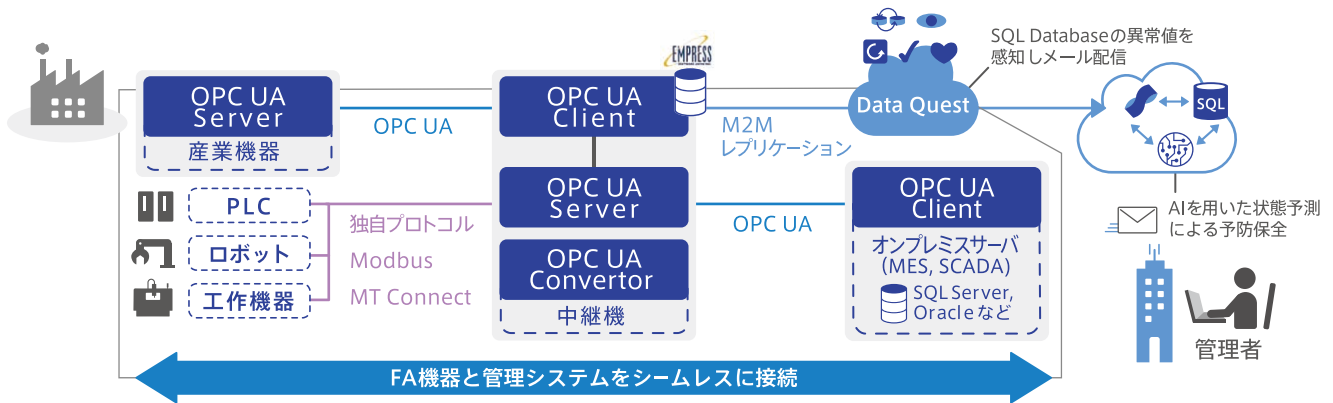 OPC UA
Server
産業機器
PLC
ロボット
工作機器
OPC UA
独自プロトコル
Modbus
MT Connect
EMPRESS
OPC UA
Client
OPC UA
Server
OPC UA
Convertor
中継機
M2M
レプリケーション
OPC UA
Data Quest
OPC UA
Client
オンプレミスサーバ
(MES, SCADA)
SQL Server,
Oracleなど
SQL Databaseの異常値を
感知しメール配信
SQL
AIを用いた状態予測
による予防保全
管理者
FA機器と管理システムをシームレスに接続